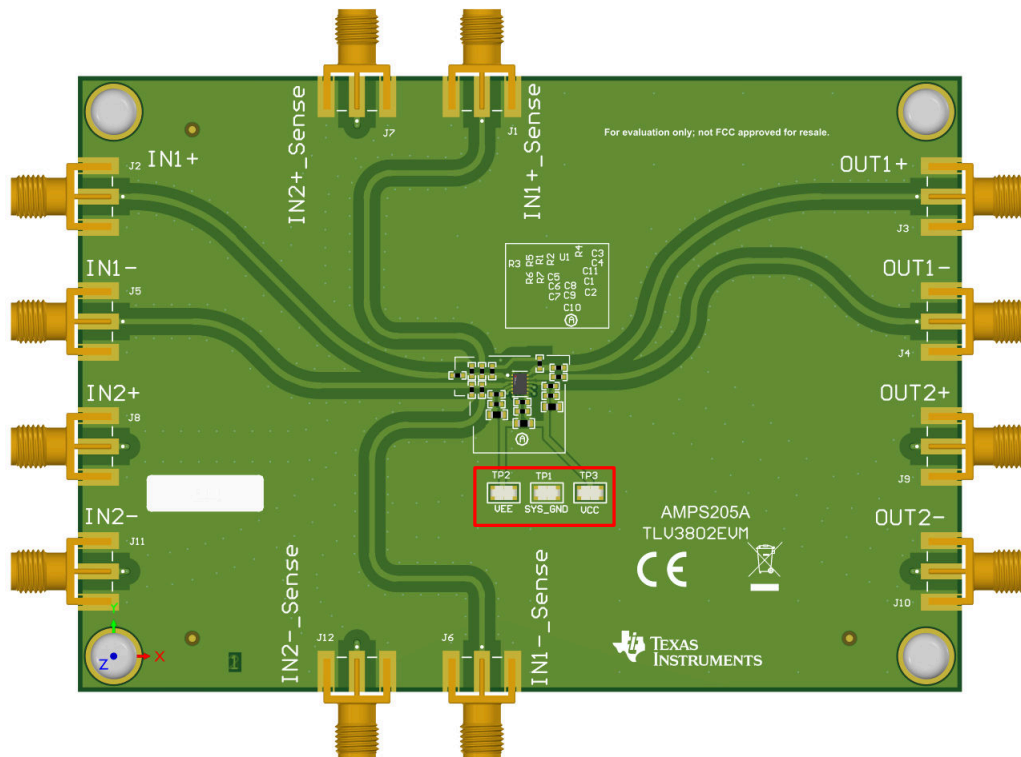 IN2+_Sense
J7
J1
IN1+_Sense
For evaluation only; not FCC approved for resale.
J2
IN1+
OUT1+
J3
IN1-
J5
OUT1-
J4
R3 R5 R1 R2 U1 R4 C3
C4
R6 R7 C5 C11
C6 C8 C1
C7 C9 C2
C10
A
A
IN2+
J8
OUT2+
J9
TP2 TP1 TP3
VEE SYS_GND VCC
AMPS205A
TLV3802EVM
IN2-
J11
OUT2-
J10
CE
IN2-_Sense
J12
J6
IN1-_Sense
TEXAS
INSTRUMENTS
Y
Z
X